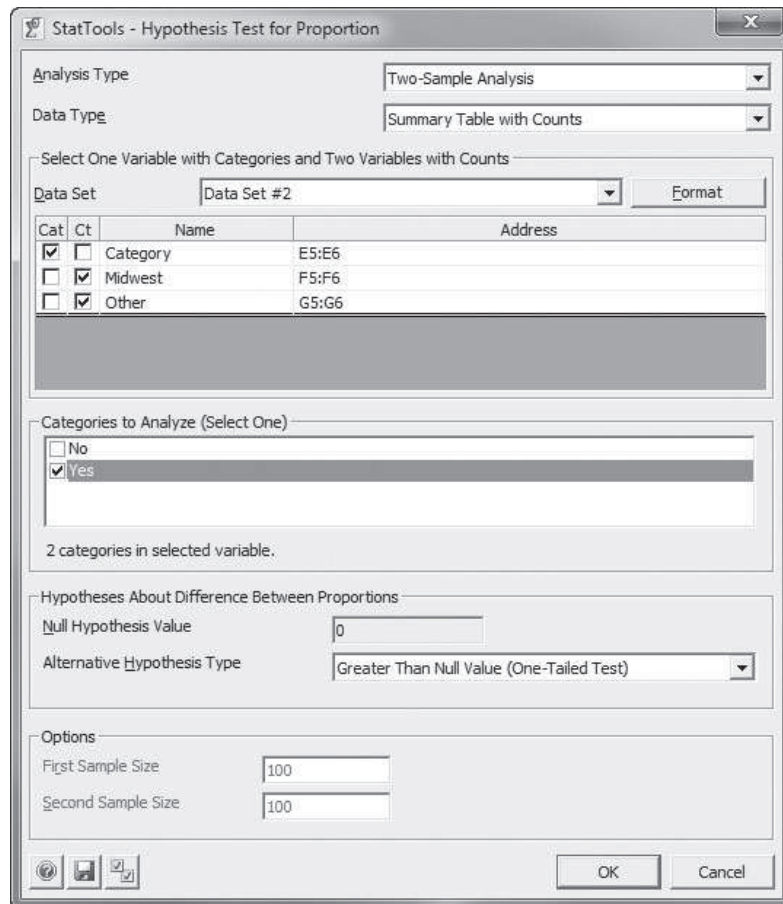 StatTools - Hypothesis Test for Proportion
X
Analysis Type
Two-Sample Analysis
Data Type
Summary Table with Counts
Select One Variable with Categories and Two Variables with Counts
Data Set
Data Set #2
Format
Cat Ct Name Address
Category E5:E6
Midwest F5:F6
Other G5:G6
Categories to Analyze (Select One)
No
Yes
2 categories in selected variable.
Hypotheses About Difference Between Proportions
Null Hypothesis Value
0
Alternative Hypothesis Type
Greater Than Null Value (One-Tailed Test)
Options
First Sample Size
100
Second Sample Size
100
OK
Cancel